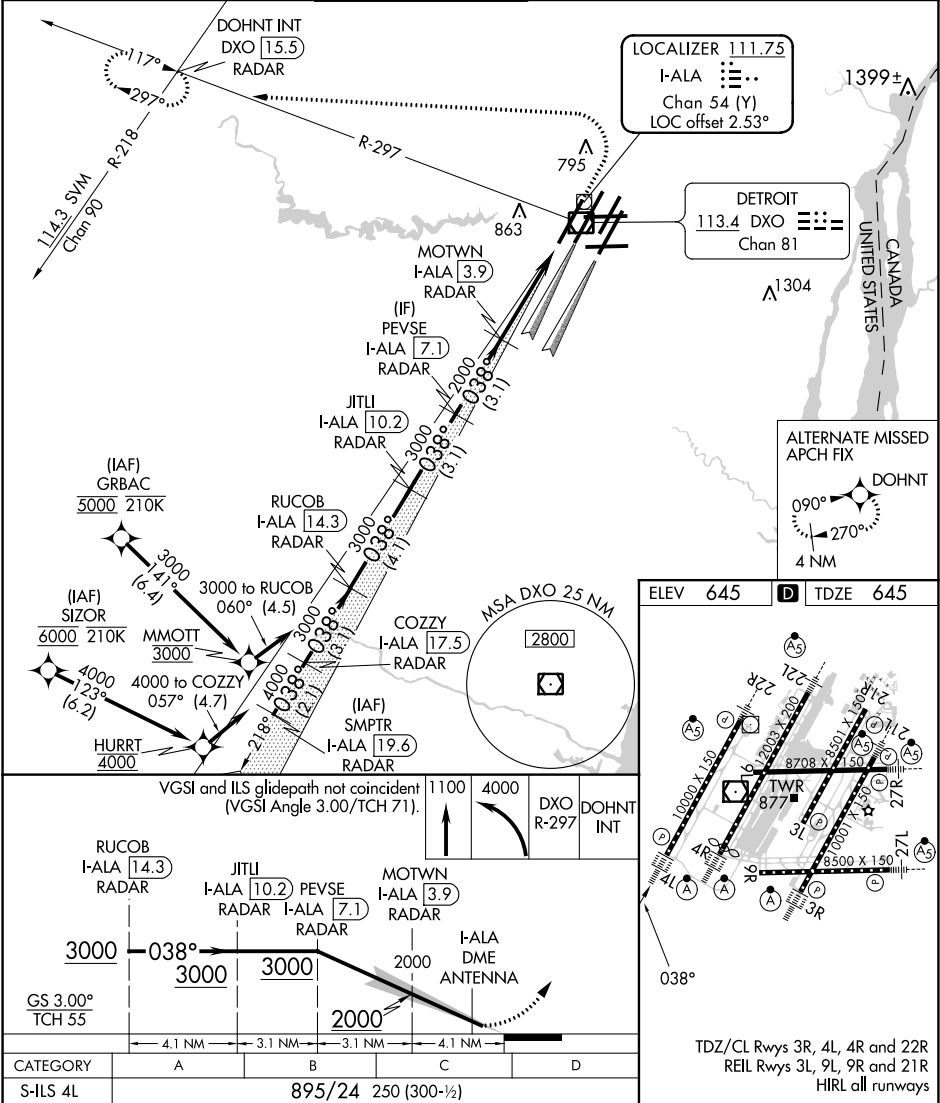 DOHNT INT
DXO 15.5
RADAR
117°
297°
R-218
114.3 SVM
Chan 90
R-297
LOCALIZER 111.75
I-ALA
Chan 54 (Y)
LOC offset 2.53°
1399±
795
863
DETROIT
113.4 DXO
Chan 81
1304
CANADA
UNITED STATES
MOTWN
I-ALA 3.9
RADAR
(IF)
PEVSE
I-ALA 7.1
RADAR
2000
038°
(3.1)
JITLI
I-ALA 10.2
RADAR
3000
038°
(3.1)
RUCOB
I-ALA 14.3
RADAR
3000
038°
(4.1)
(IAF)
GRBAC
5000 210K
3000
141°
(6.4)
(IAF)
SIZOR
6000 210K
4000
123°
(6.2)
MMOTT
3000
3000 to RUCOB
060° (4.5)
HURRT
4000
4000 to COZZY
057° (4.7)
3000
038°
(3.1)
COZZY
I-ALA 17.5
RADAR
4000
038°
(2.1)
218°
(IAF)
SMPTR
I-ALA 19.6
RADAR
MSA DXO 25 NM
2800
ALTERNATE MISSED
APCH FIX
DOHNT
090°
270°
4 NM
ELEV 645
D
TDZE 645
A5
22L
22R
21R
21L
A5
A5
A5
P
P
P
10000 X 150
12003 X 200
8501 X 150
9L
8708 X 150
27R
TWR
877
3L
P
10001 X 150
P
27L
A5
8500 X 150
9R
P
4R
4L
P
P
A
A
A
3R
038°
TDZ/CL Rwys 3R, 4L, 4R and 22R
REIL Rwys 3L, 9L, 9R and 21R
HIRL all runways
VGSI and ILS glidepath not coincident
(VGSI Angle 3.00/TCH 71).
1100
4000
DXO
R-297
DOHNT
INT
RUCOB
I-ALA 14.3
RADAR
JITLI
I-ALA 10.2
RADAR
PEVSE
I-ALA 7.1
RADAR
MOTWN
I-ALA 3.9
RADAR
I-ALA
DME
ANTENNA
3000
038°
3000
3000
2000
2000
GS 3.00°
TCH 55
4.1 NM
3.1 NM
3.1 NM
4.1 NM
CATEGORY A B C D
S-ILS 4L 895/24 250 (300-½)